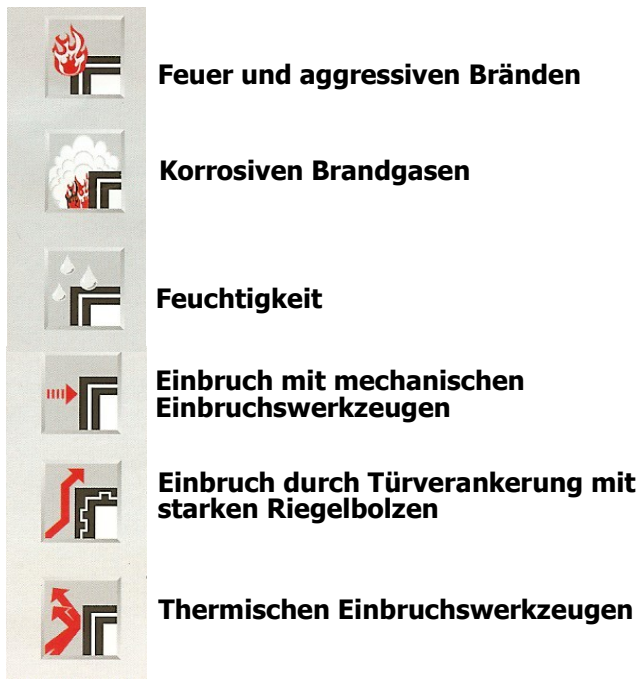 Feuer und aggressiven Bränden
Korrosiven Brandgasen
Feuchtigkeit
Einbruch mit mechanischen
Einbruchswerkzeugen
Einbruch durch Türverankerung mit
starken Riegelbolzen
Thermischen Einbruchswerkzeugen